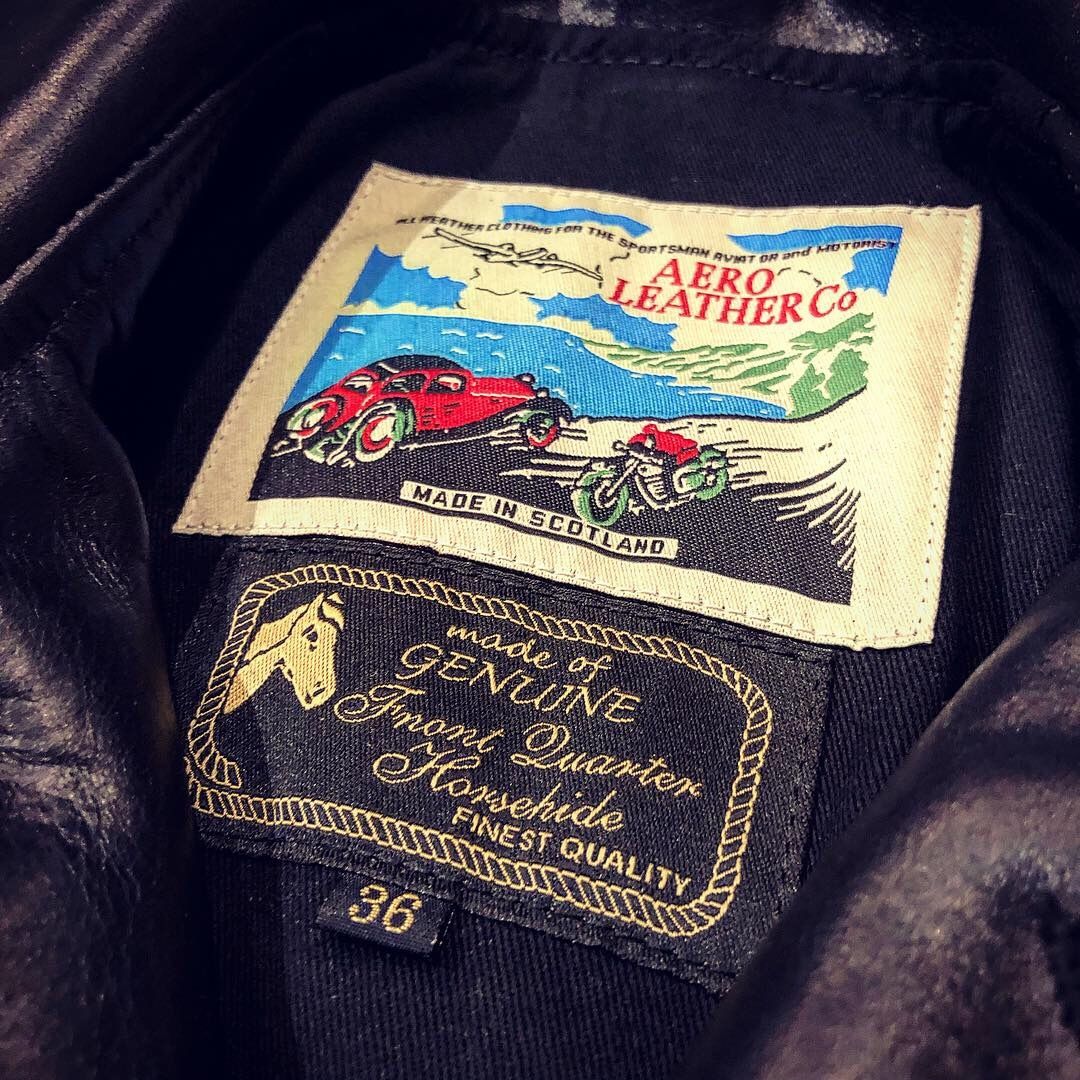 ALL WEATHER CLOTHING FOR THE SPORTSMAN AVIATOR and MOTORIST
AERO
LEATHER Co
MADE IN SCOTLAND
made of
GENUINE
Front Quarter
Horsehide
FINEST QUALITY
36